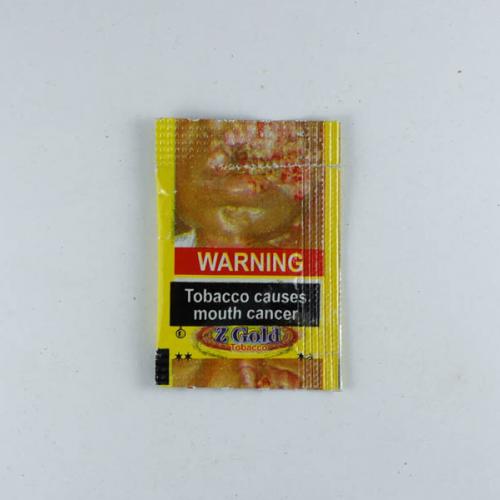 WARNING
Tobacco causes
mouth cancer
Z Gold
Tobacco